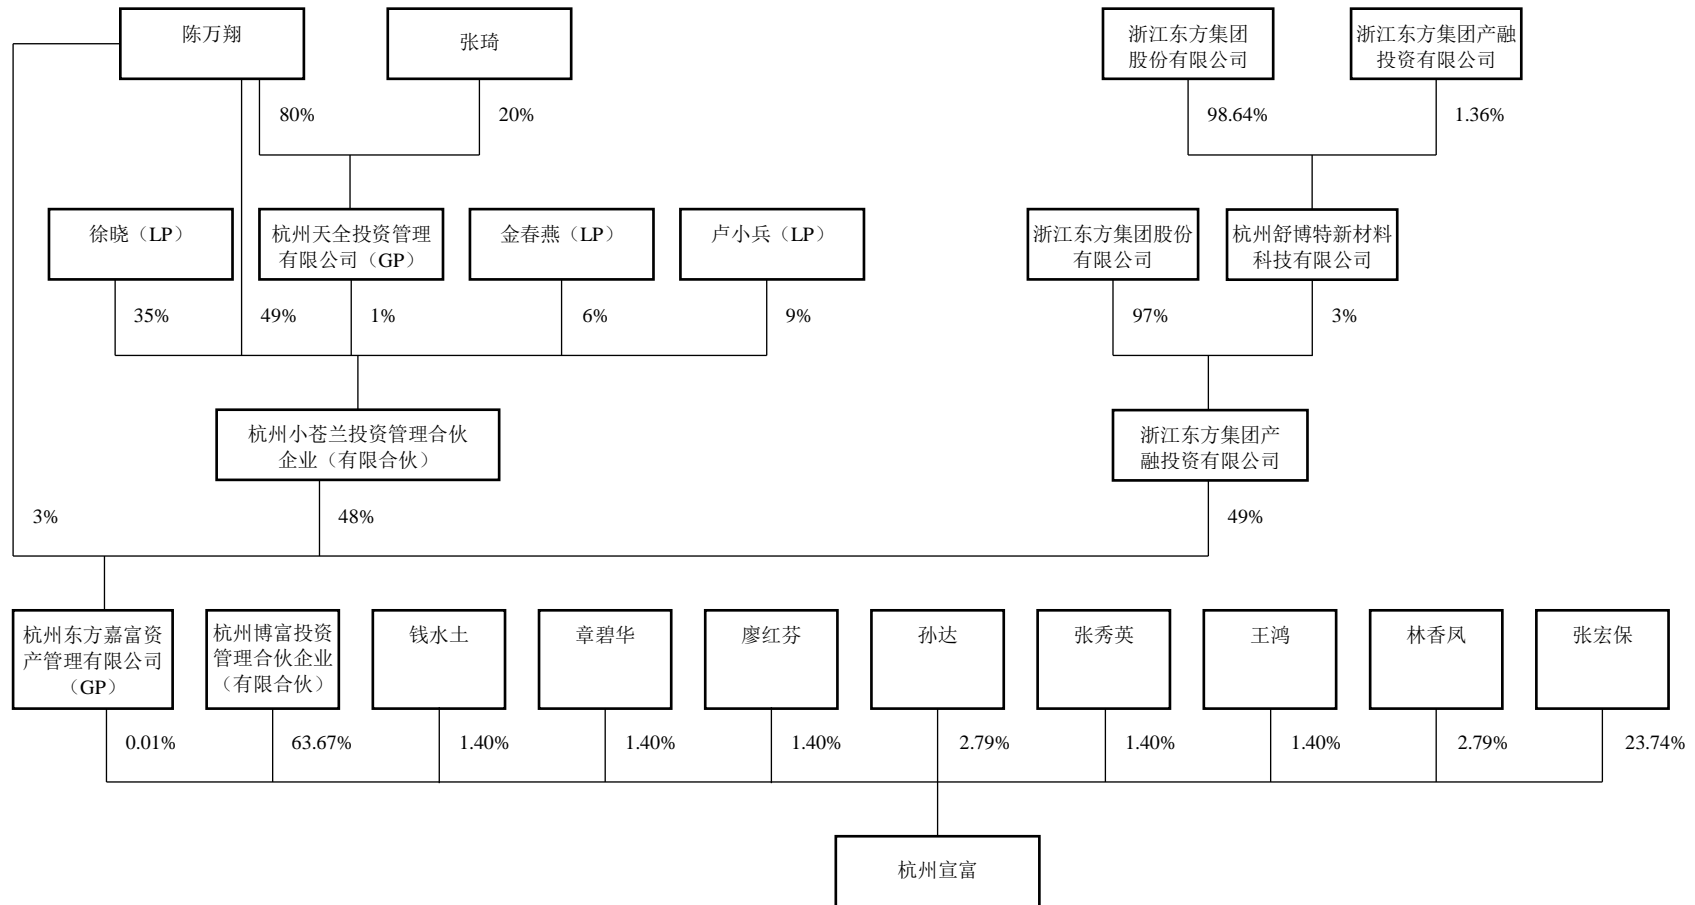 陈万翔
张琦
浙江东方集团
股份有限公司
浙江东方集团产融
投资有限公司
80%
20%
98.64%
1.36%
徐晓（LP）
杭州天全投资管理
有限公司（GP）
金春燕（LP）
卢小兵（LP）
浙江东方集团股份
有限公司
杭州舒博特新材料
科技有限公司
35%
49%
1%
6%
9%
97%
3%
杭州小苍兰投资管理合伙
企业（有限合伙）
浙江东方集团产
融投资有限公司
3%
48%
49%
杭州东方嘉富资
产管理有限公司
（GP）
杭州博富投资
管理合伙企业
（有限合伙）
钱水土
章碧华
廖红芬
孙达
张秀英
王鸿
林香凤
张宏保
0.01%
63.67%
1.40%
1.40%
1.40%
2.79%
1.40%
1.40%
2.79%
23.74%
杭州宣富